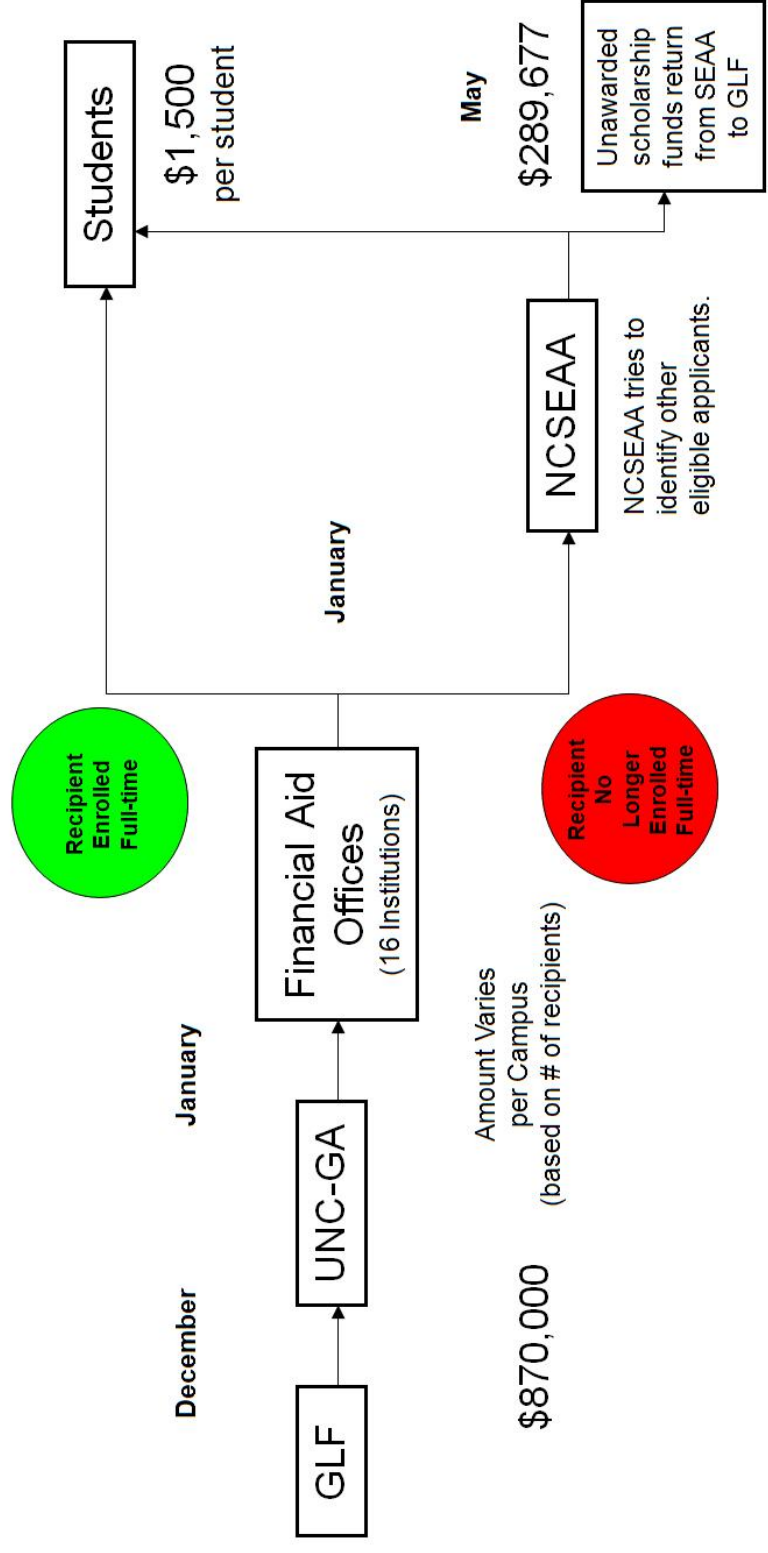 December
January
GLF
UNC-GA
Financial Aid
Offices
(16 Institutions)
$870,000
Amount Varies
per Campus
(based on # of recipients)
Recipient
Enrolled
Full-time
Recipient
No
Longer
Enrolled
Full-time
January
Students
$1,500
per student
NCSEAA
NCSEAA tries to
identify other
eligible applicants.
May
$289,677
Unawarded
scholarship
funds return
from SEAA
to GLF